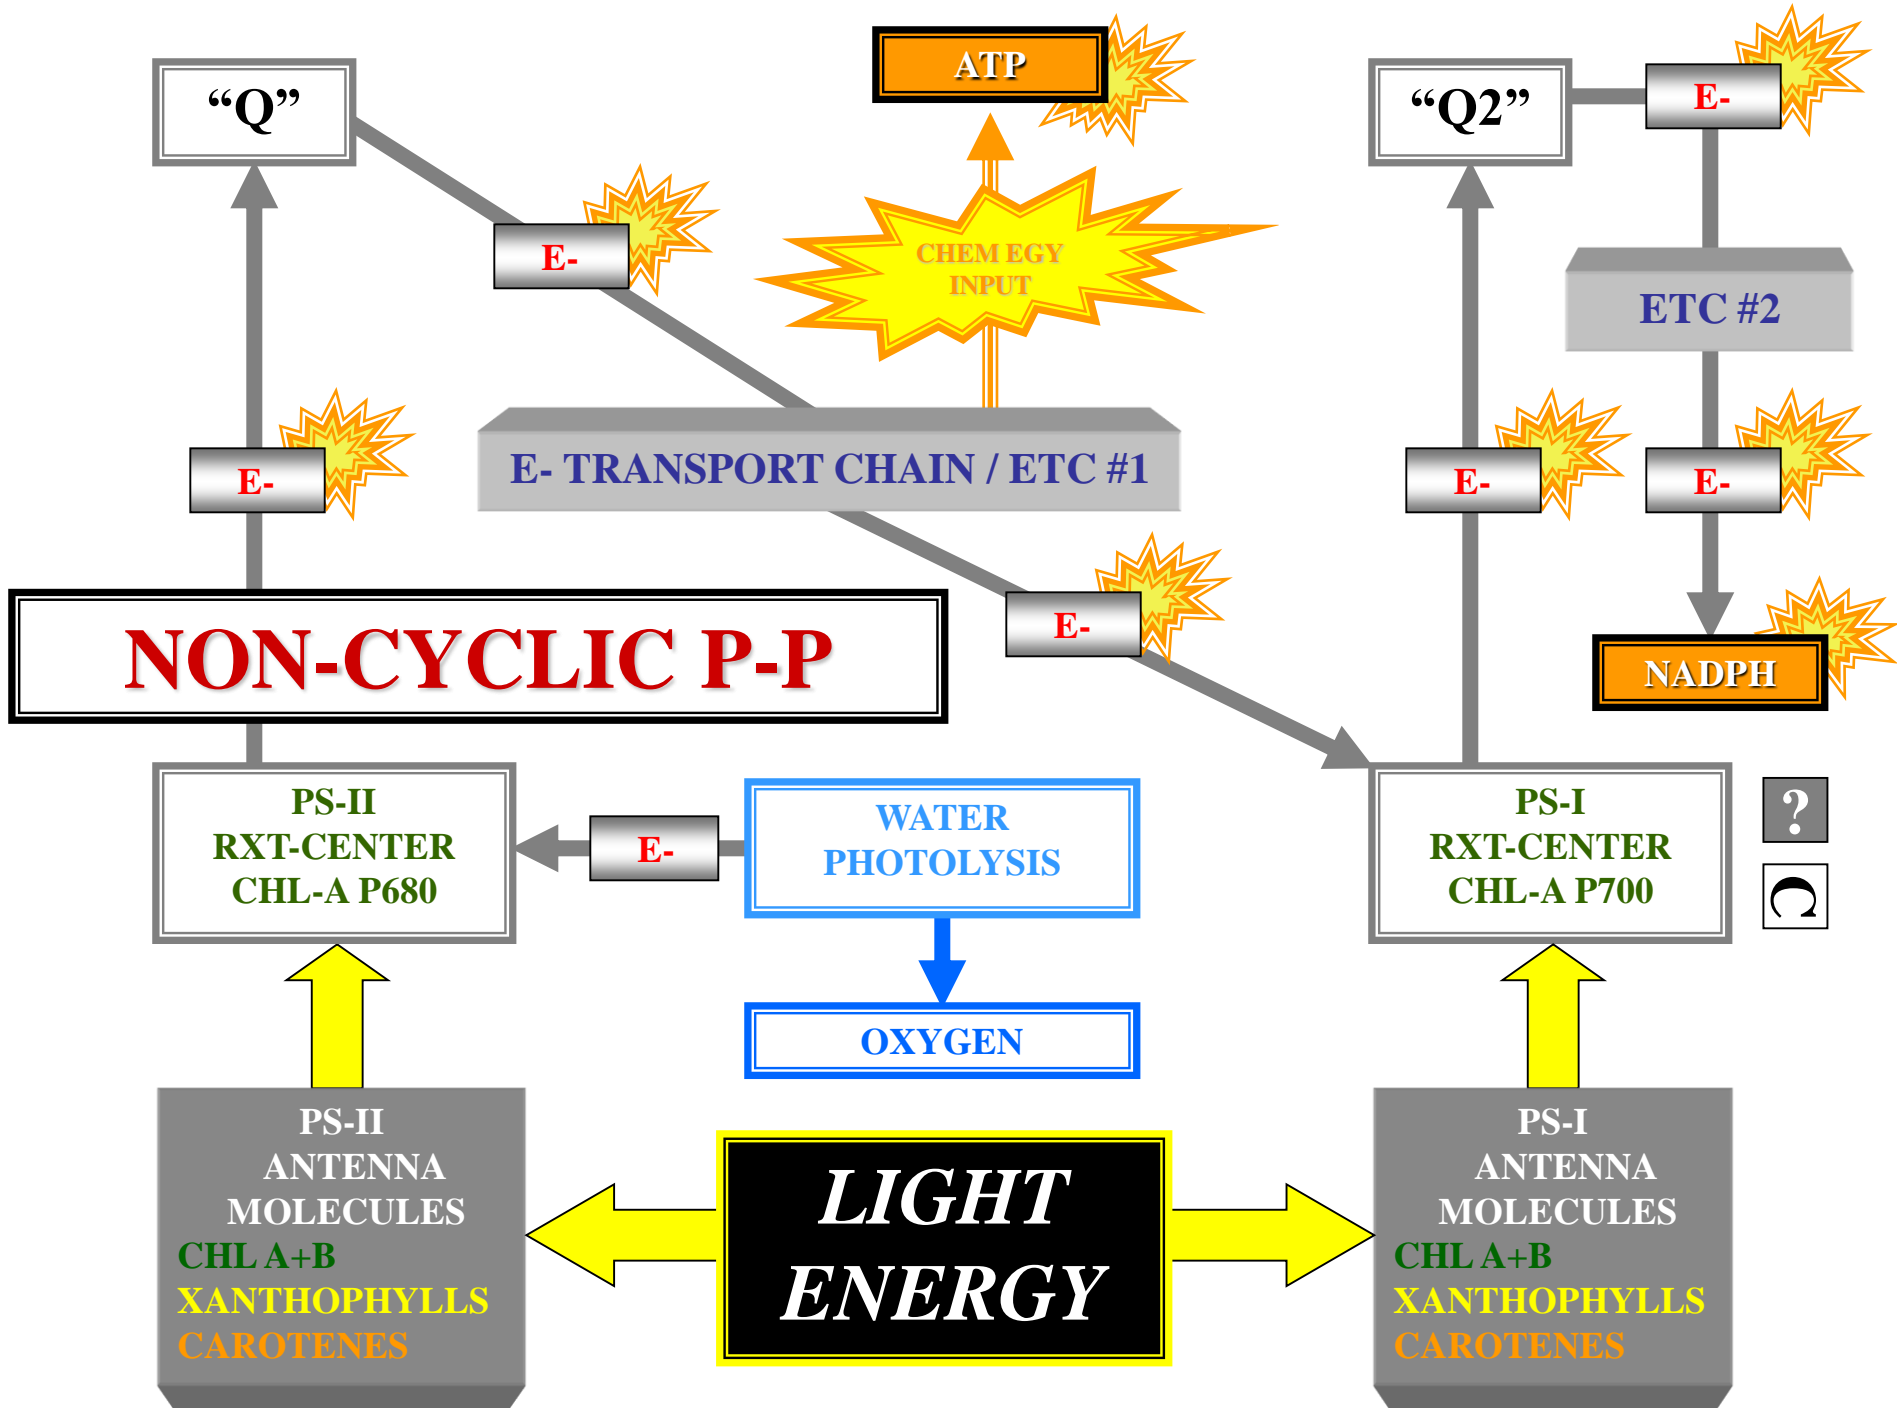 ATP
“Q”
“Q2”
E-
E-
CHEM EGY
INPUT
ETC #2
E-
E- TRANSPORT CHAIN / ETC #1
E-
E-
E-
NON-CYCLIC P-P
NADPH
PS-II
RXT-CENTER
CHL-A P680
E-
WATER
PHOTOLYSIS
PS-I
RXT-CENTER
CHL-A P700
?
C
OXYGEN
PS-II
ANTENNA
MOLECULES
CHL A+B
XANTHOPHYLLS
CAROTENES
LIGHT
ENERGY
PS-I
ANTENNA
MOLECULES
CHL A+B
XANTHOPHYLLS
CAROTENES